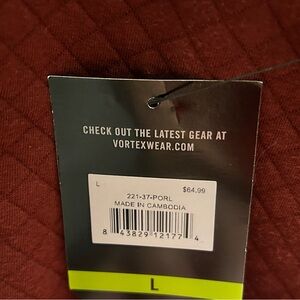 CHECK OUT THE LATEST GEAR AT
VORTEXWEAR.COM
L $64.99
221-37-PORL
MADE IN CAMBODIA
8 43829 12177 4
L